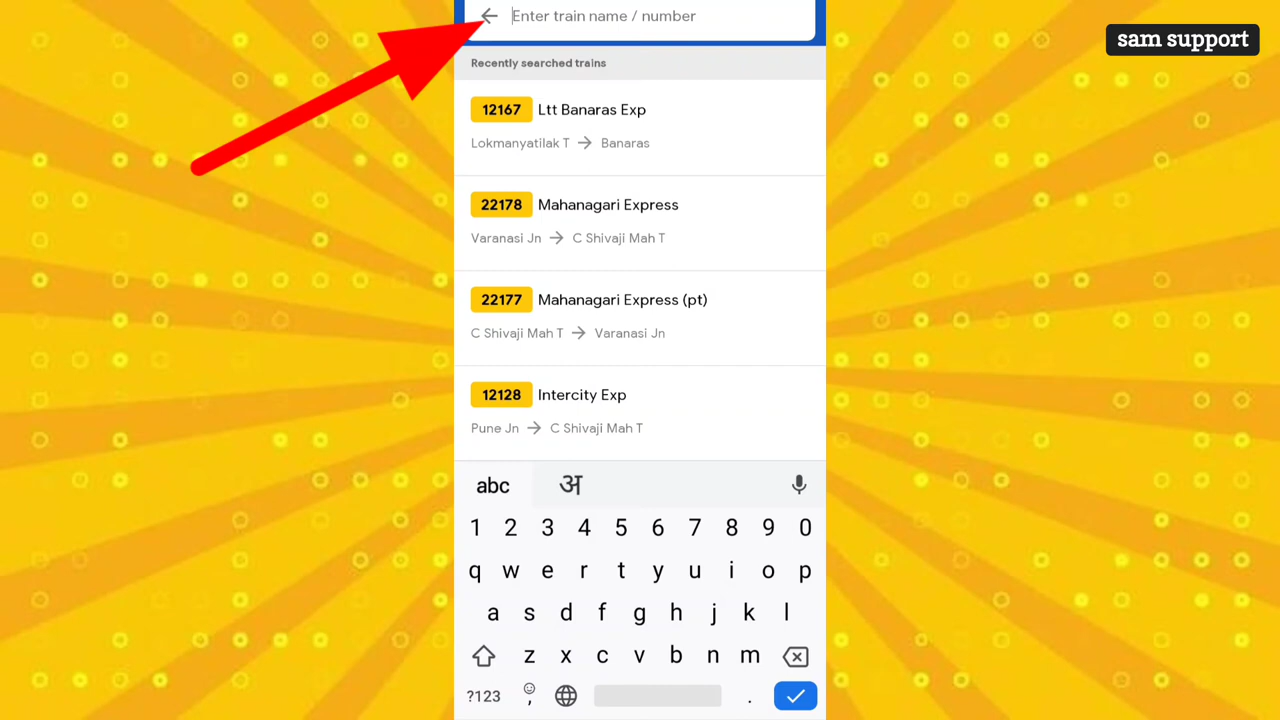 sam support
Enter train name / number
Recently searched trains
12167 Ltt Banaras Exp
Lokmanyatilak T → Banaras
22178 Mahanagari Express
Varanasi Jn → C Shivaji Mah T
22177 Mahanagari Express (pt)
C Shivaji Mah T → Varanasi Jn
12128 Intercity Exp
Pune Jn → C Shivaji Mah T
abc अ
1 2 3 4 5 6 7 8 9 0
q w e r t y u i o p
a s d f g h j k l
z x c v b n m
?123 , .